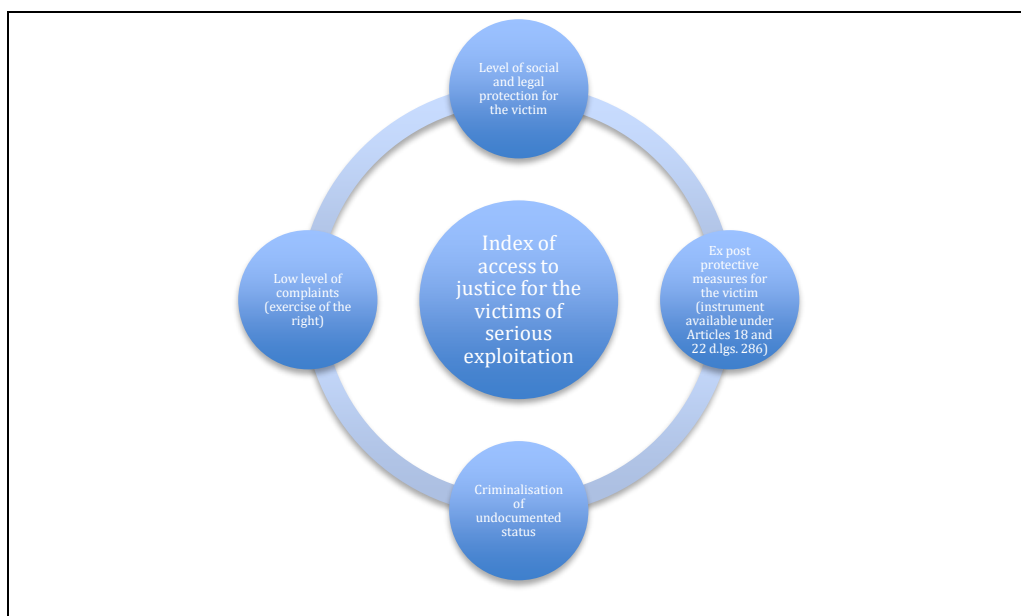 Level of social
and legal
protection for
the victim
Index of
access to
justice for the
victims of
serious
exploitation
Ex post
protective
measures for
the victim
(instrument
available under
Articles 18 and
22 d.lgs. 286)
Criminalisation
of
undocumented
status
Low level of
complaints
(exercise of the
right)